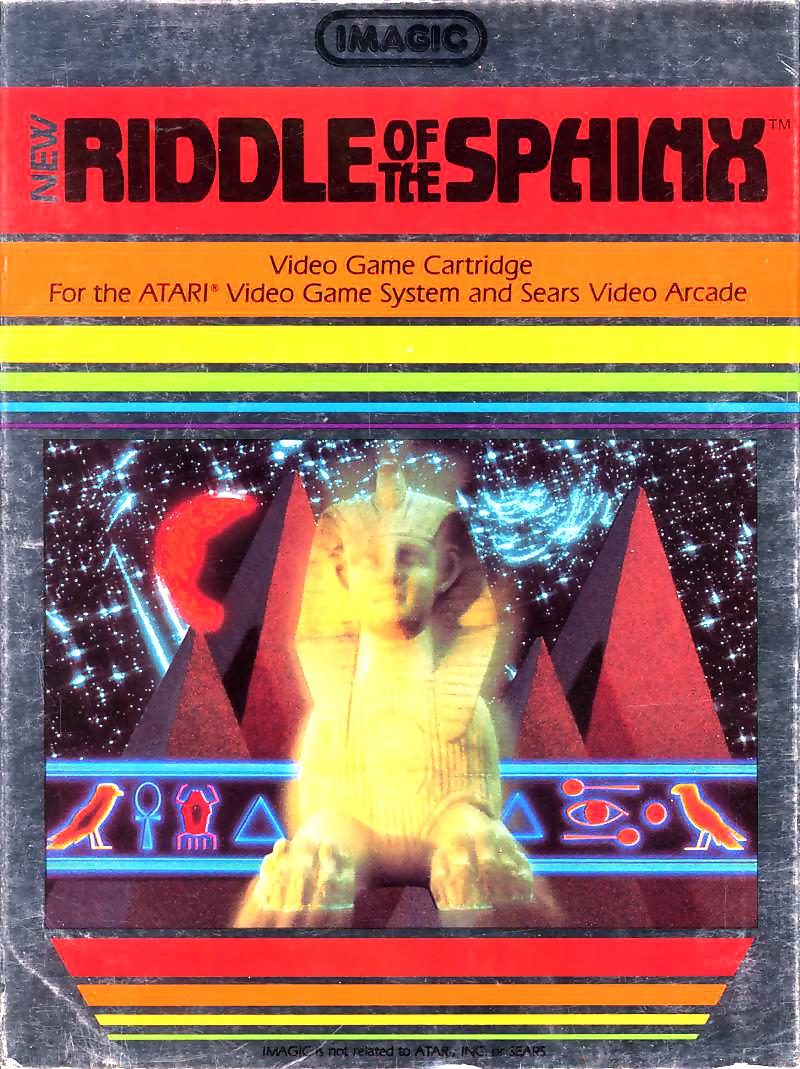 IMAGIC
NEW RIDDLE OF THE SPHINX™
Video Game Cartridge
For the ATARI® Video Game System and Sears Video Arcade
IMAGIC is not related to ATARI, INC. or SEARS